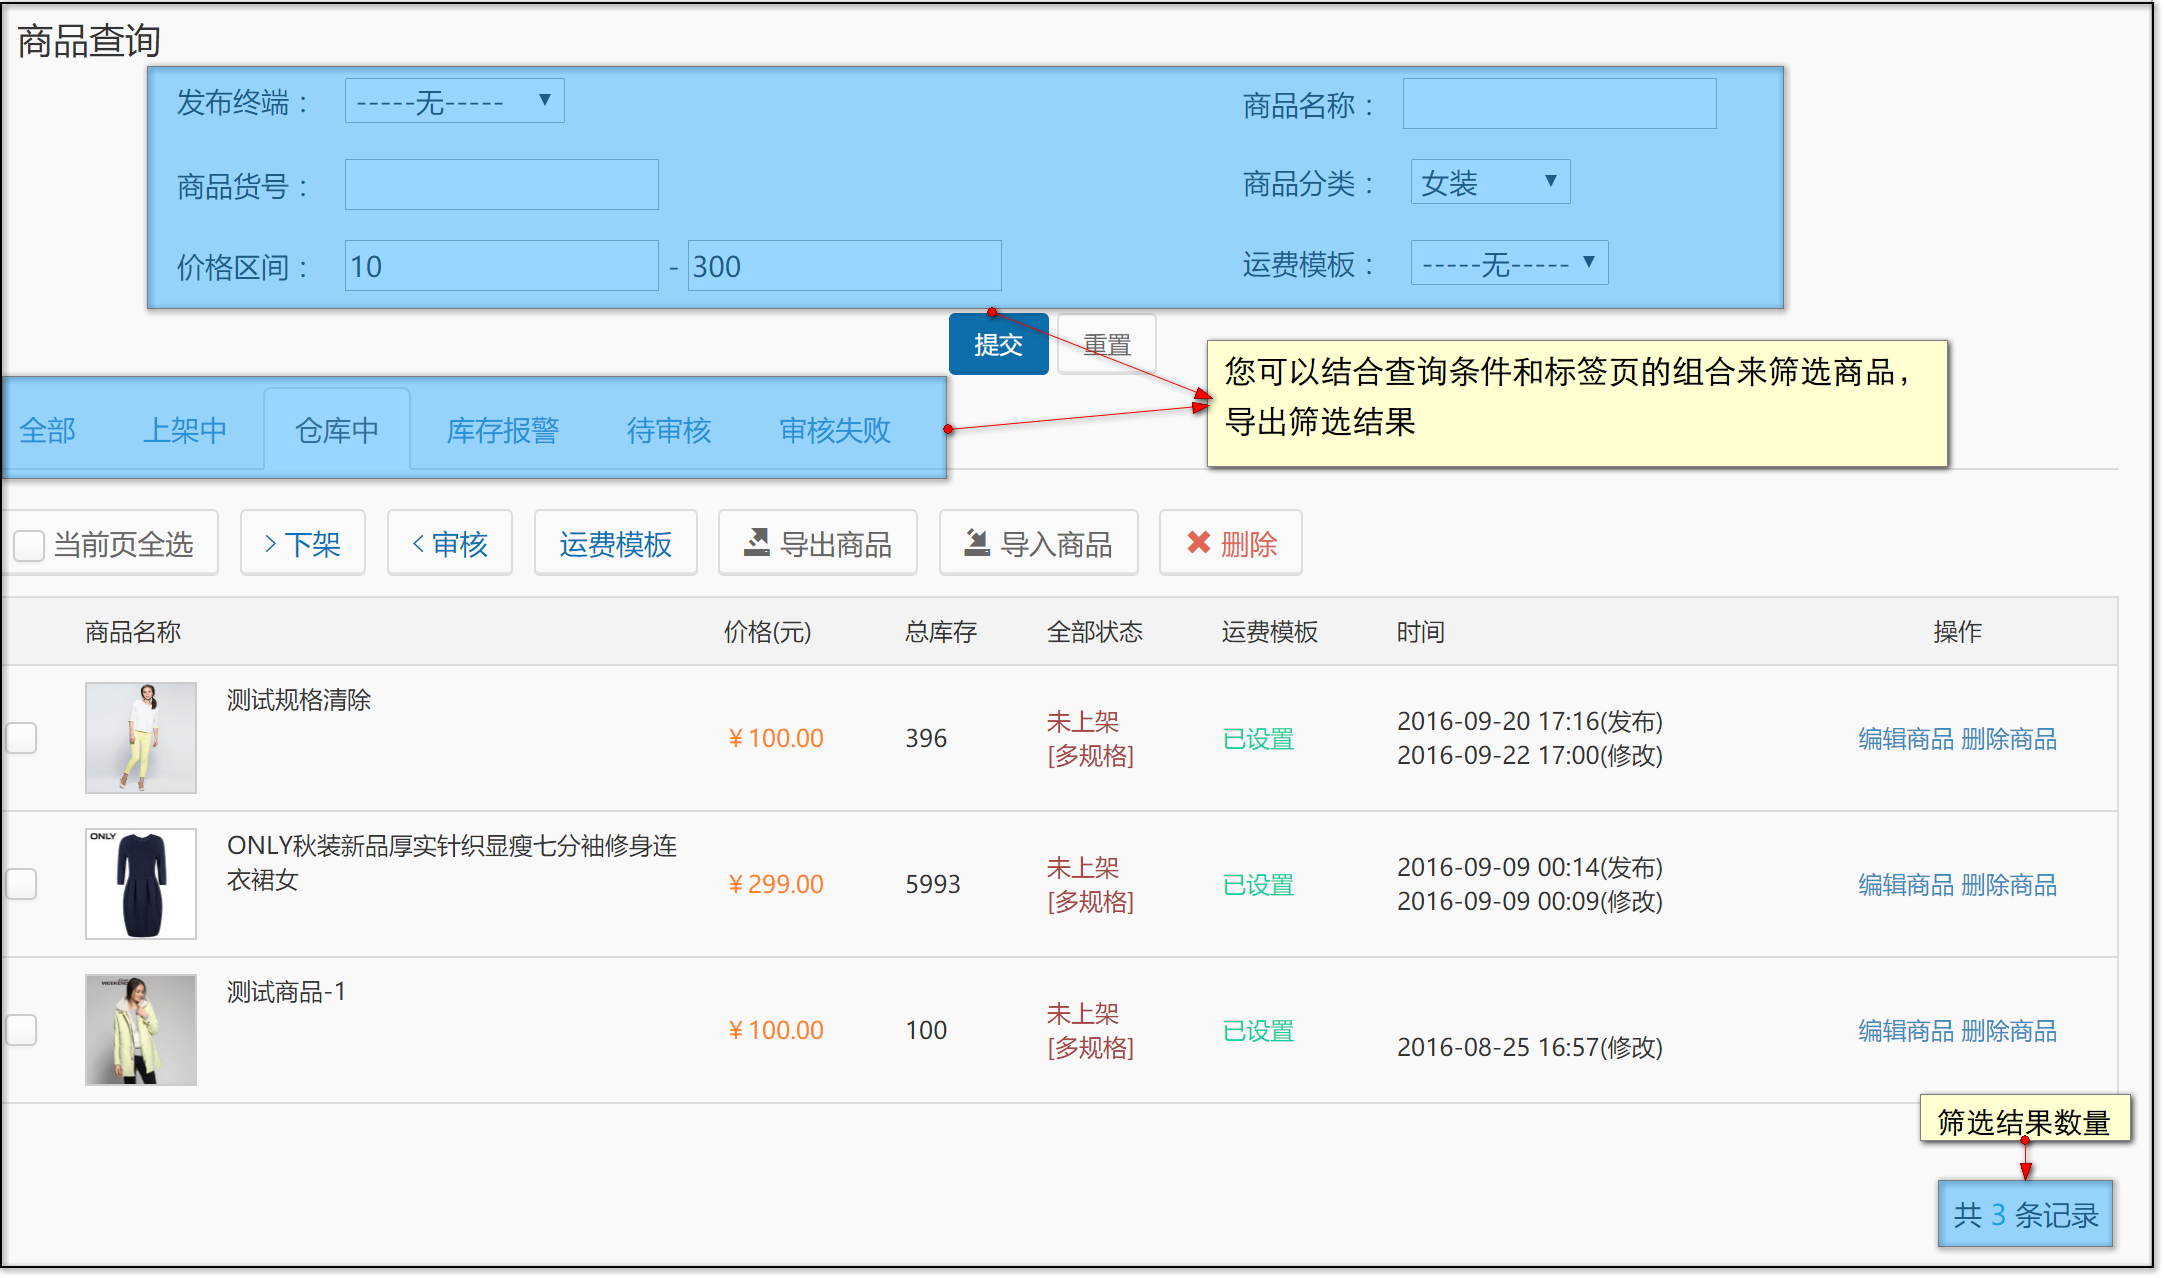 商品查询
发布终端： -----无----- 商品名称：
商品货号： 商品分类： 女装
价格区间： 10 - 300 运费模板： -----无-----
提交 重置
您可以结合查询条件和标签页的组合来筛选商品，
导出筛选结果
全部 上架中 仓库中 库存报警 待审核 审核失败
当前页全选 > 下架 < 审核 运费模板 导出商品 导入商品 删除
商品名称 价格(元) 总库存 全部状态 运费模板 时间 操作
测试规格清除
¥100.00 396 未上架 已设置 2016-09-20 17:16(发布) 编辑商品 删除商品
[多规格] 2016-09-22 17:00(修改)
ONLY
ONLY秋装新品厚实针织显瘦七分袖修身连
衣裙女
¥299.00 5993 未上架 已设置 2016-09-09 00:14(发布) 编辑商品 删除商品
[多规格] 2016-09-09 00:09(修改)
测试商品-1
¥100.00 100 未上架 已设置 编辑商品 删除商品
[多规格] 2016-08-25 16:57(修改)
筛选结果数量
共 3 条记录